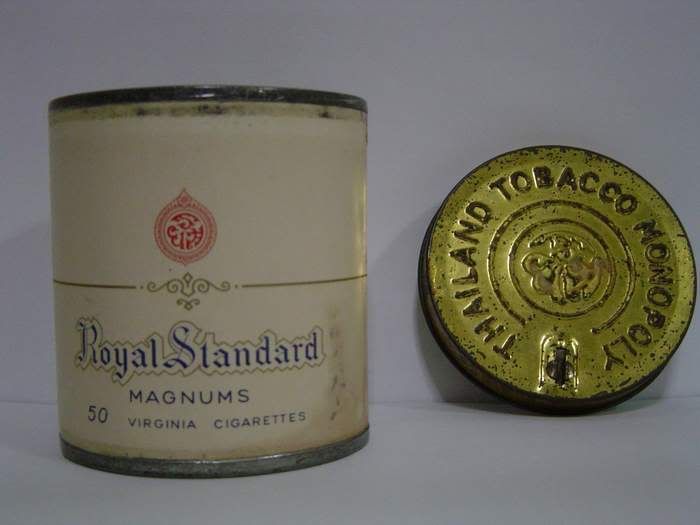 Royal Standard
MAGNUMS
50 VIRGINIA CIGARETTES
THAILAND TOBACCO MONOPOLY